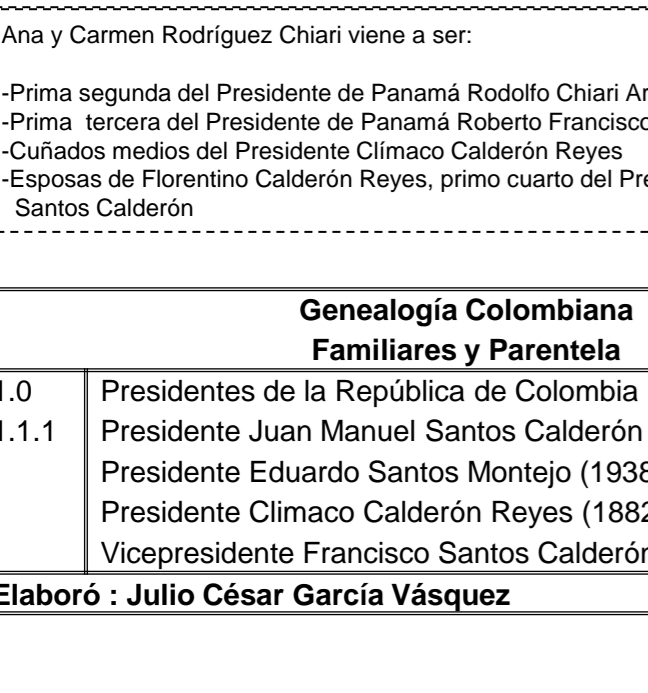 Ana y Carmen Rodríguez Chiari viene a ser:
-Prima segunda del Presidente de Panamá Rodolfo Chiari
-Prima tercera del Presidente de Panamá Roberto Francisco
-Cuñados medios del Presidente Clímaco Calderón Reyes
-Esposas de Florentino Calderón Reyes, primo cuarto del
Santos Calderón
Genealogía Colombiana
Familiares y Parentela
1.0 Presidentes de la República de Colombia
1.1.1 Presidente Juan Manuel Santos Calderón
Presidente Eduardo Santos Montejo (1938
Presidente Climaco Calderón Reyes (1882
Vicepresidente Francisco Santos Calderón
Elaboró : Julio César García Vásquez